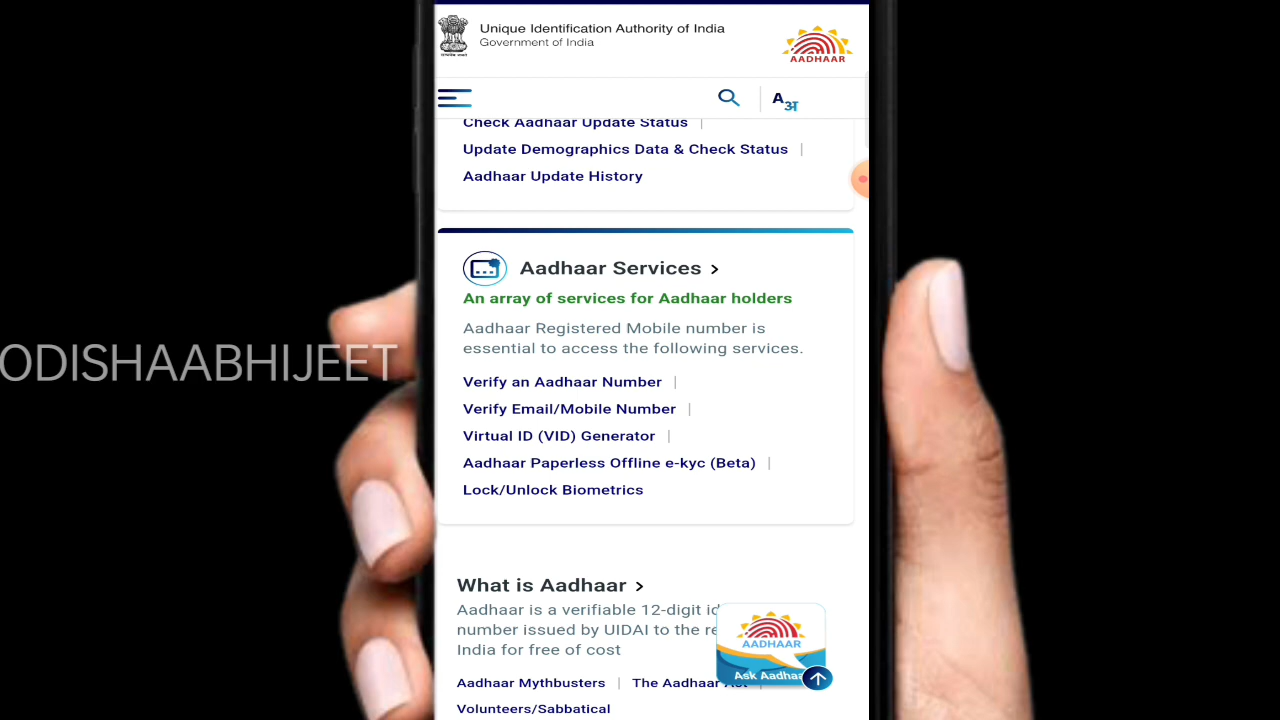 Unique Identification Authority of India
Government of India
AADHAAR
A अ
Check Aadhaar Update Status |
Update Demographics Data & Check Status |
Aadhaar Update History
Aadhaar Services >
An array of services for Aadhaar holders
Aadhaar Registered Mobile number is
essential to access the following services.
ODISHAABHIJEET
Verify an Aadhaar Number |
Verify Email/Mobile Number |
Virtual ID (VID) Generator |
Aadhaar Paperless Offline e-kyc (Beta) |
Lock/Unlock Biometrics
What is Aadhaar >
Aadhaar is a verifiable 12-digit
number issued by UIDAI to the
India for free of cost
AADHAAR
Ask
Aadhaar Mythbusters | The Aadhaar
Volunteers/Sabbatical